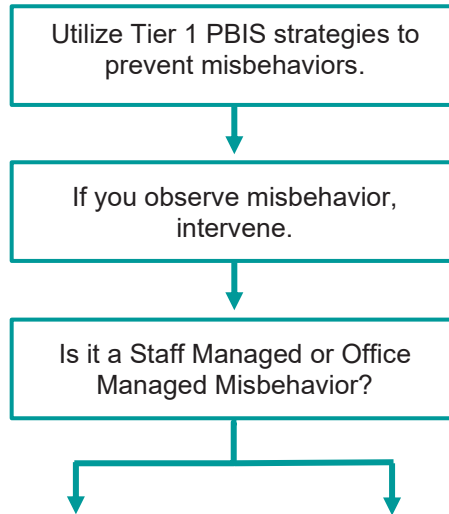 Utilize Tier 1 PBIS strategies to
prevent misbehaviors.
If you observe misbehavior,
intervene.
Is it a Staff Managed or Office
Managed Misbehavior?